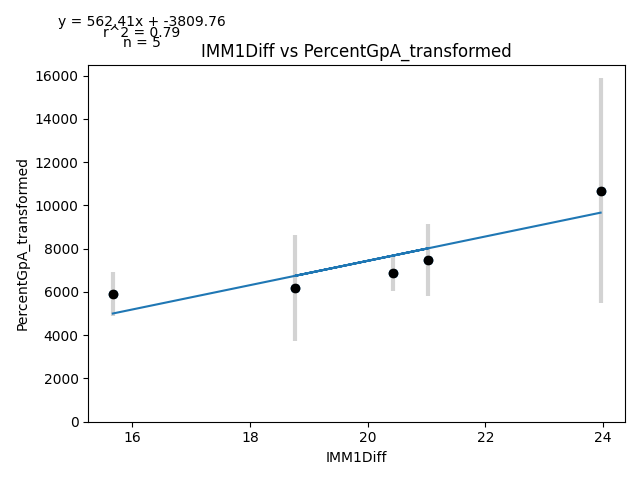 y = 562.41x + -3809.76
r^2 = 0.79
n = 5
IMM1Diff vs PercentGpA_transformed
16000
14000
12000
10000
8000
6000
4000
2000
0
PercentGpA_transformed
16 18 20 22 24
IMM1Diff